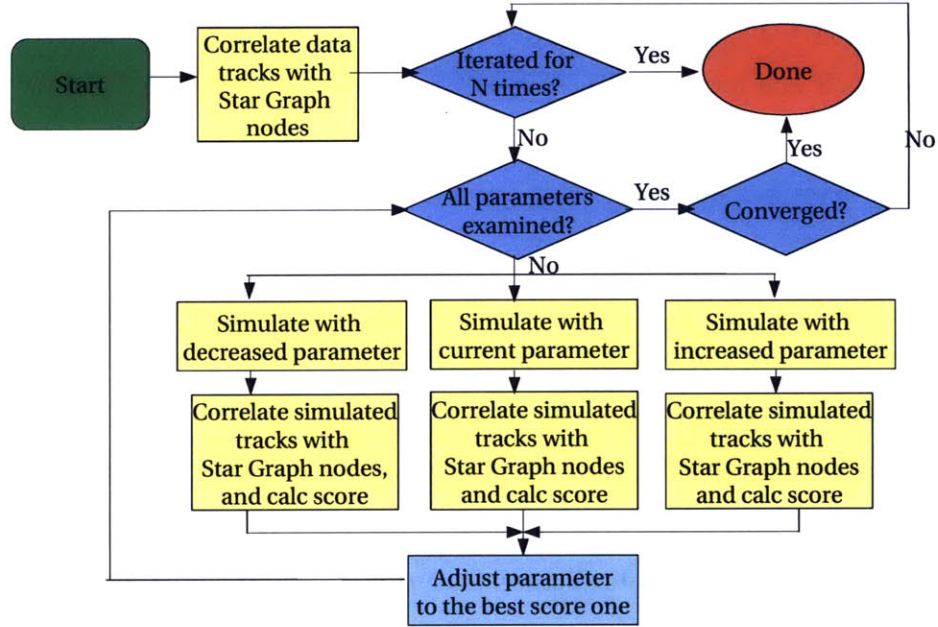 Start
Correlate data
tracks with
Star Graph
nodes
Iterated for
N times?
Yes
Done
No
No
Yes
All parameters
examined?
Yes
Converged?
No
Simulate with
decreased parameter
Simulate with
current parameter
Simulate with
increased parameter
Correlate simulated
tracks with
Star Graph nodes,
and calc score
Correlate simulated
tracks with
Star Graph nodes
and calc score
Correlate simulated
tracks with
Star Graph nodes
and calc score
Adjust parameter
to the best score one